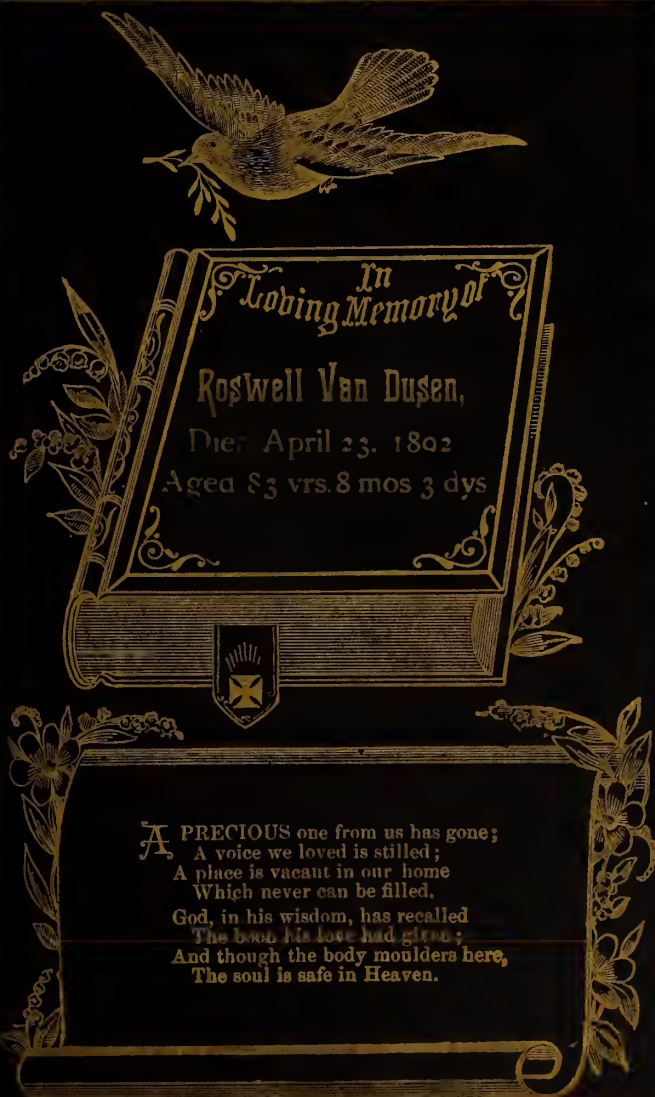 In
Loving Memory of
Roswell Van Dusen,
Died April 23. 1892
Aged 83 yrs. 8 mos 3 dys
A PRECIOUS one from us has gone;
A voice we loved is stilled;
A place is vacant in our home
Which never can be filled.
God, in his wisdom, has recalled
The boon his love had given;
And though the body moulders here,
The soul is safe in Heaven.